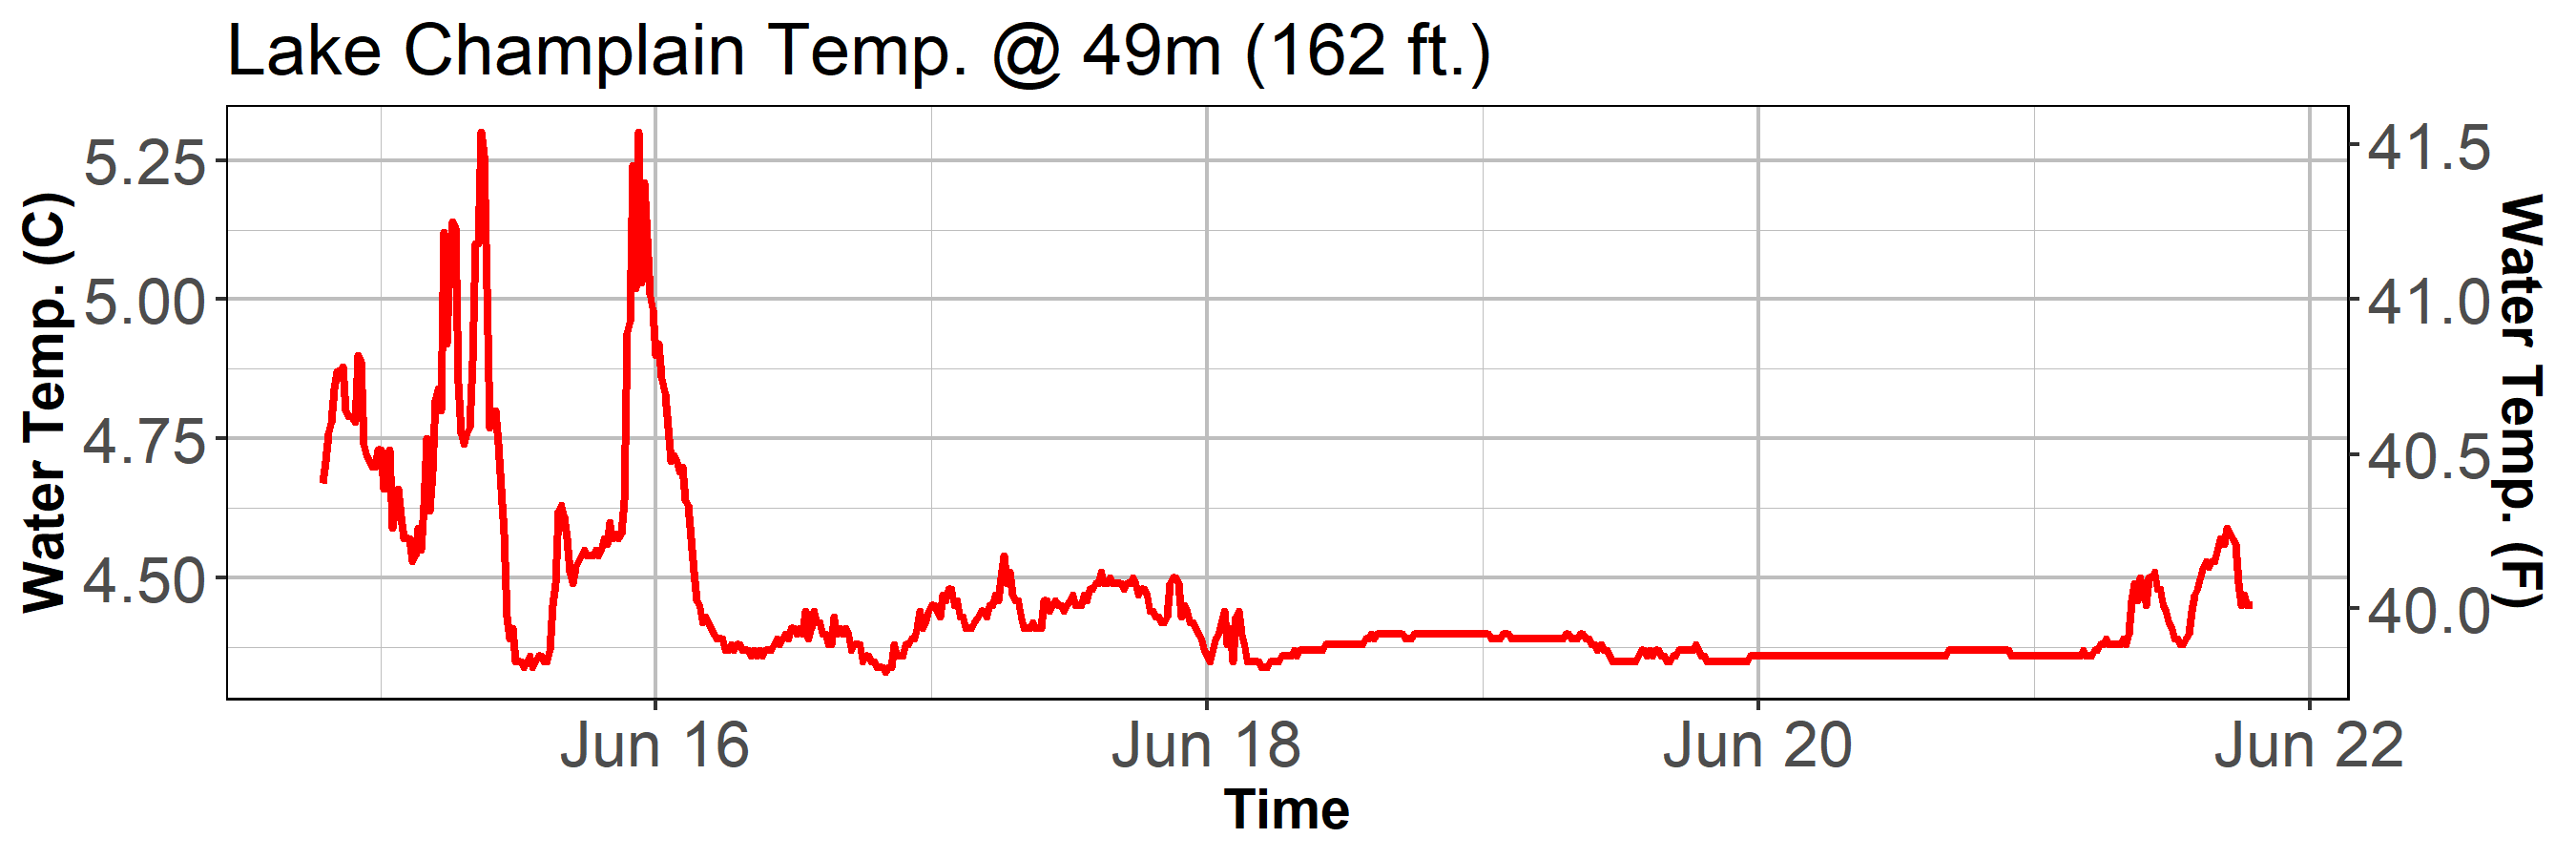 Lake Champlain Temp. @ 49m (162 ft.)
Water Temp. (C)
5.25
5.00
4.75
4.50
41.5
41.0
40.5
40.0
Water Temp. (F)
Jun 16 Jun 18 Jun 20 Jun 22
Time